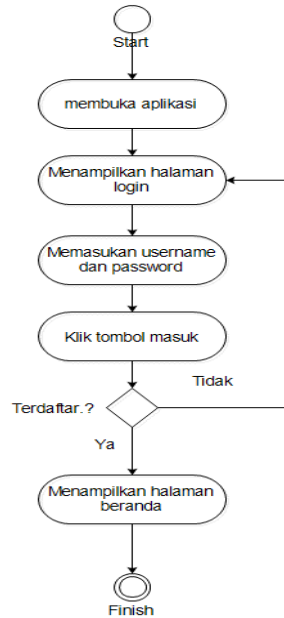 Start
membuka aplikasi
Menampilkan halaman
login
Memasukan username
dan password
Klik tombol masuk
Tidak
Terdaftar.?
Ya
Menampilkan halaman
beranda
Finish